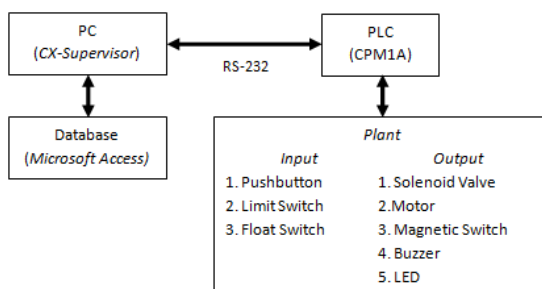 PC
(CX-Supervisor)
RS-232
PLC
(CPM1A)
Database
(Microsoft Access)
Plant
Input
1. Pushbutton
2. Limit Switch
3. Float Switch
Output
1. Solenoid Valve
2. Motor
3. Magnetic Switch
4. Buzzer
5. LED